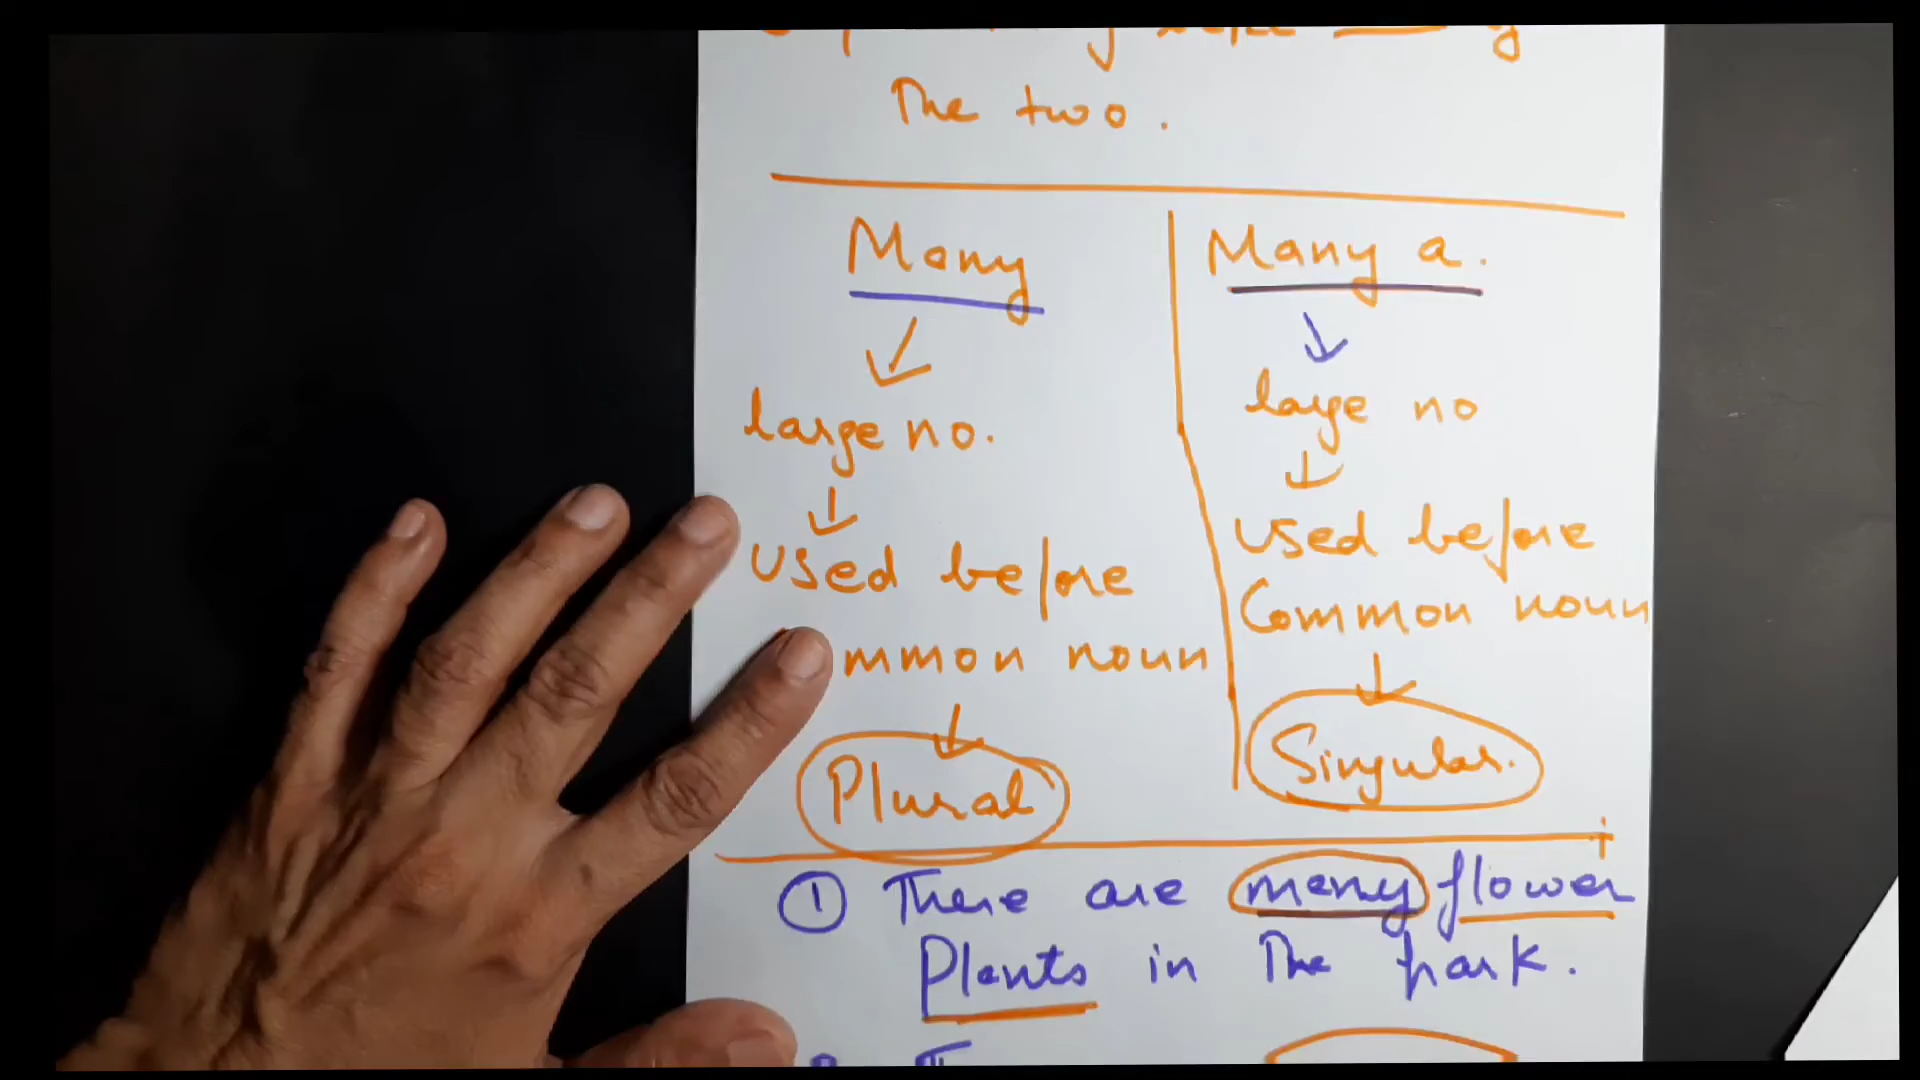 The two.
Many
Many a.
large no.
large no
Used before
mmon noun
Used before
Common noun
Plural
Singular.
① There are many flower
Plants in The park.